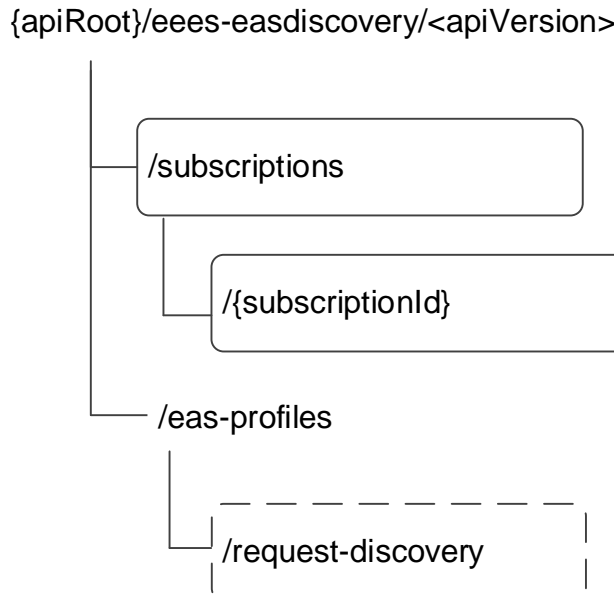 {apiRoot}/eees-easdiscovery/<apiVersion>
/subscriptions
/{subscriptionId}
/eas-profiles
/request-discovery